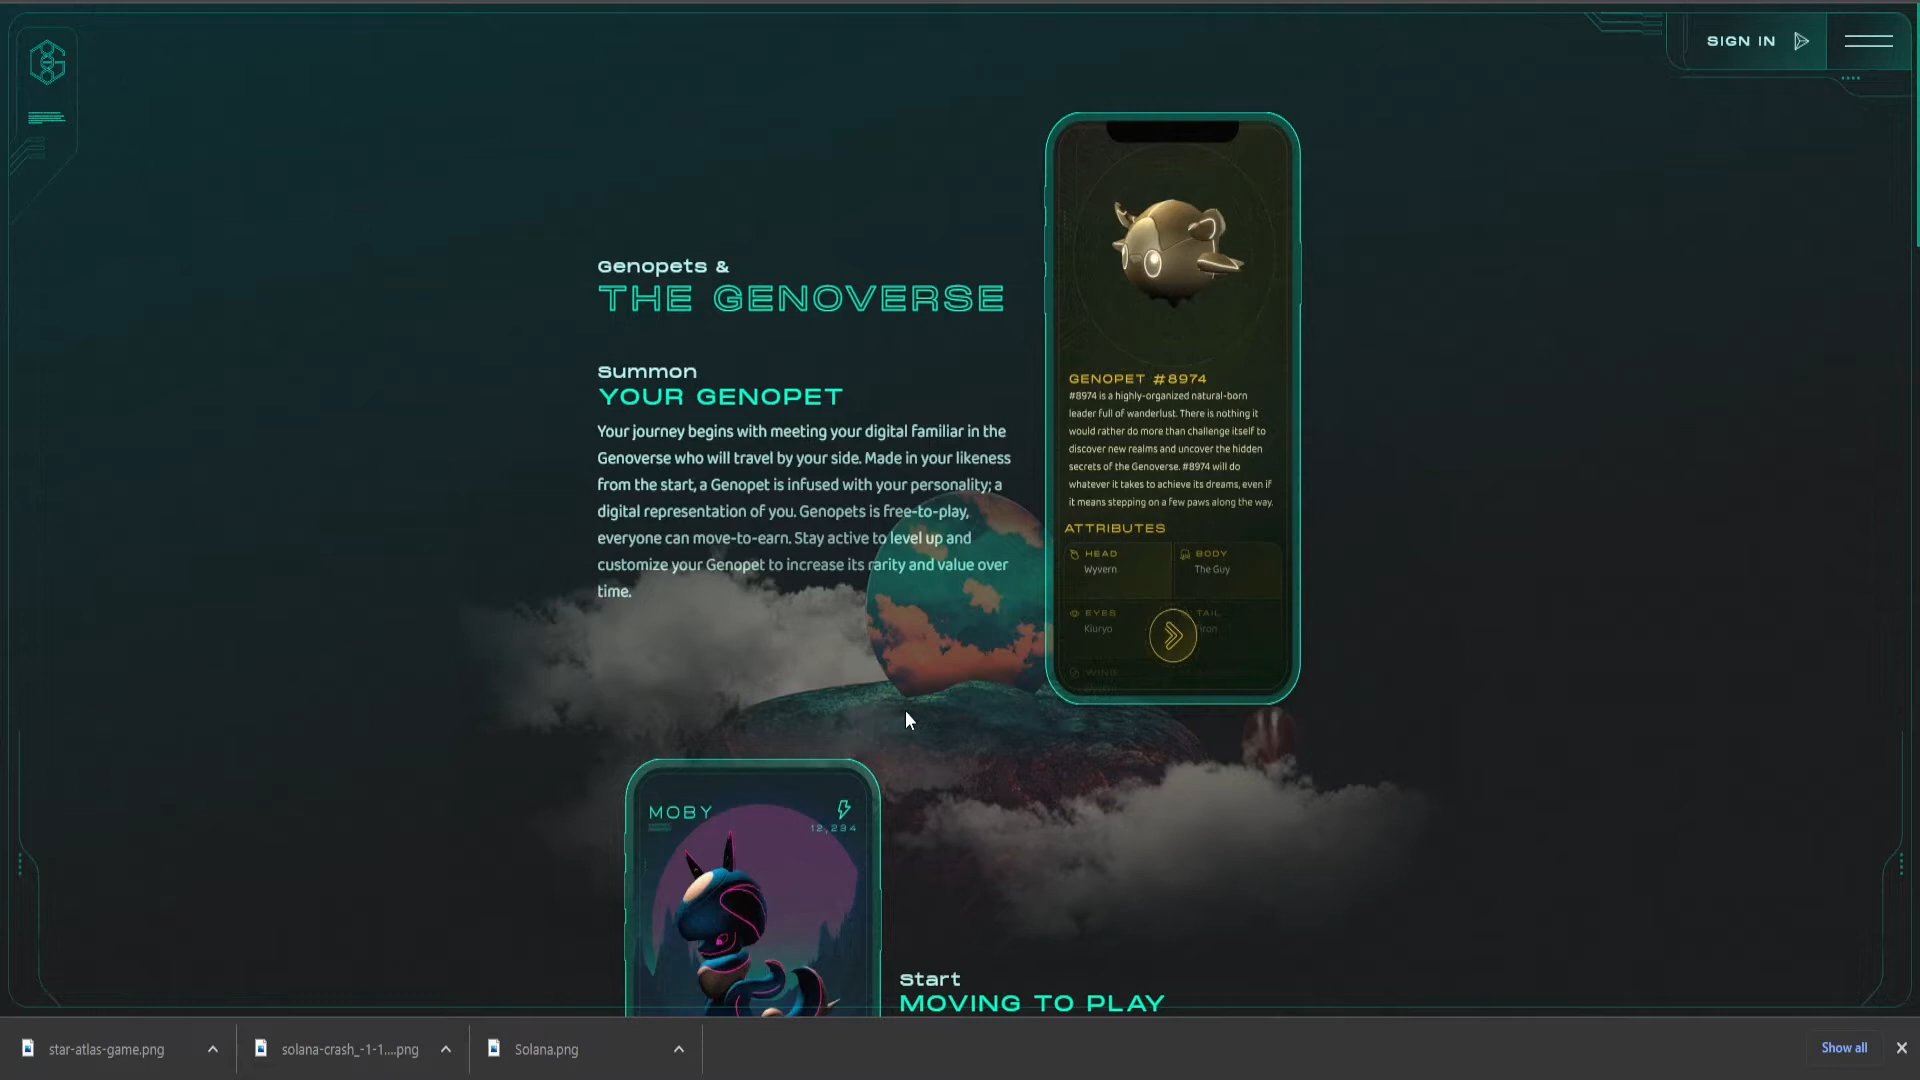 SIGN IN
Genopets &
THE GENOVERSE
Summon
YOUR GENOPET
Your journey begins with meeting your digital familiar in the
Genoverse who will travel by your side. Made in your likeness
from the start, a Genopet is infused with your personality; a
digital representation of you. Genopets is free-to-play,
everyone can move-to-earn. Stay active to level up and
customize your Genopet to increase its rarity and value over
time.
GENOPET #8974
#8974 is a highly-organized natural-born
leader full of wanderlust. There is nothing it
would rather do more than challenge itself to
discover new realms and uncover the hidden
secrets of the Genoverse. #8974 will do
whatever it takes to achieve its dreams, even if
it means stepping on a few paws along the way.
ATTRIBUTES
HEAD
Wyvern
BODY
The Guy
EYES
Kiuryo
TAIL
WING
MOBY
12,234
Start
MOVING TO PLAY
star-atlas-game.png
solana-crash_-1-1....png
Solana.png
Show all